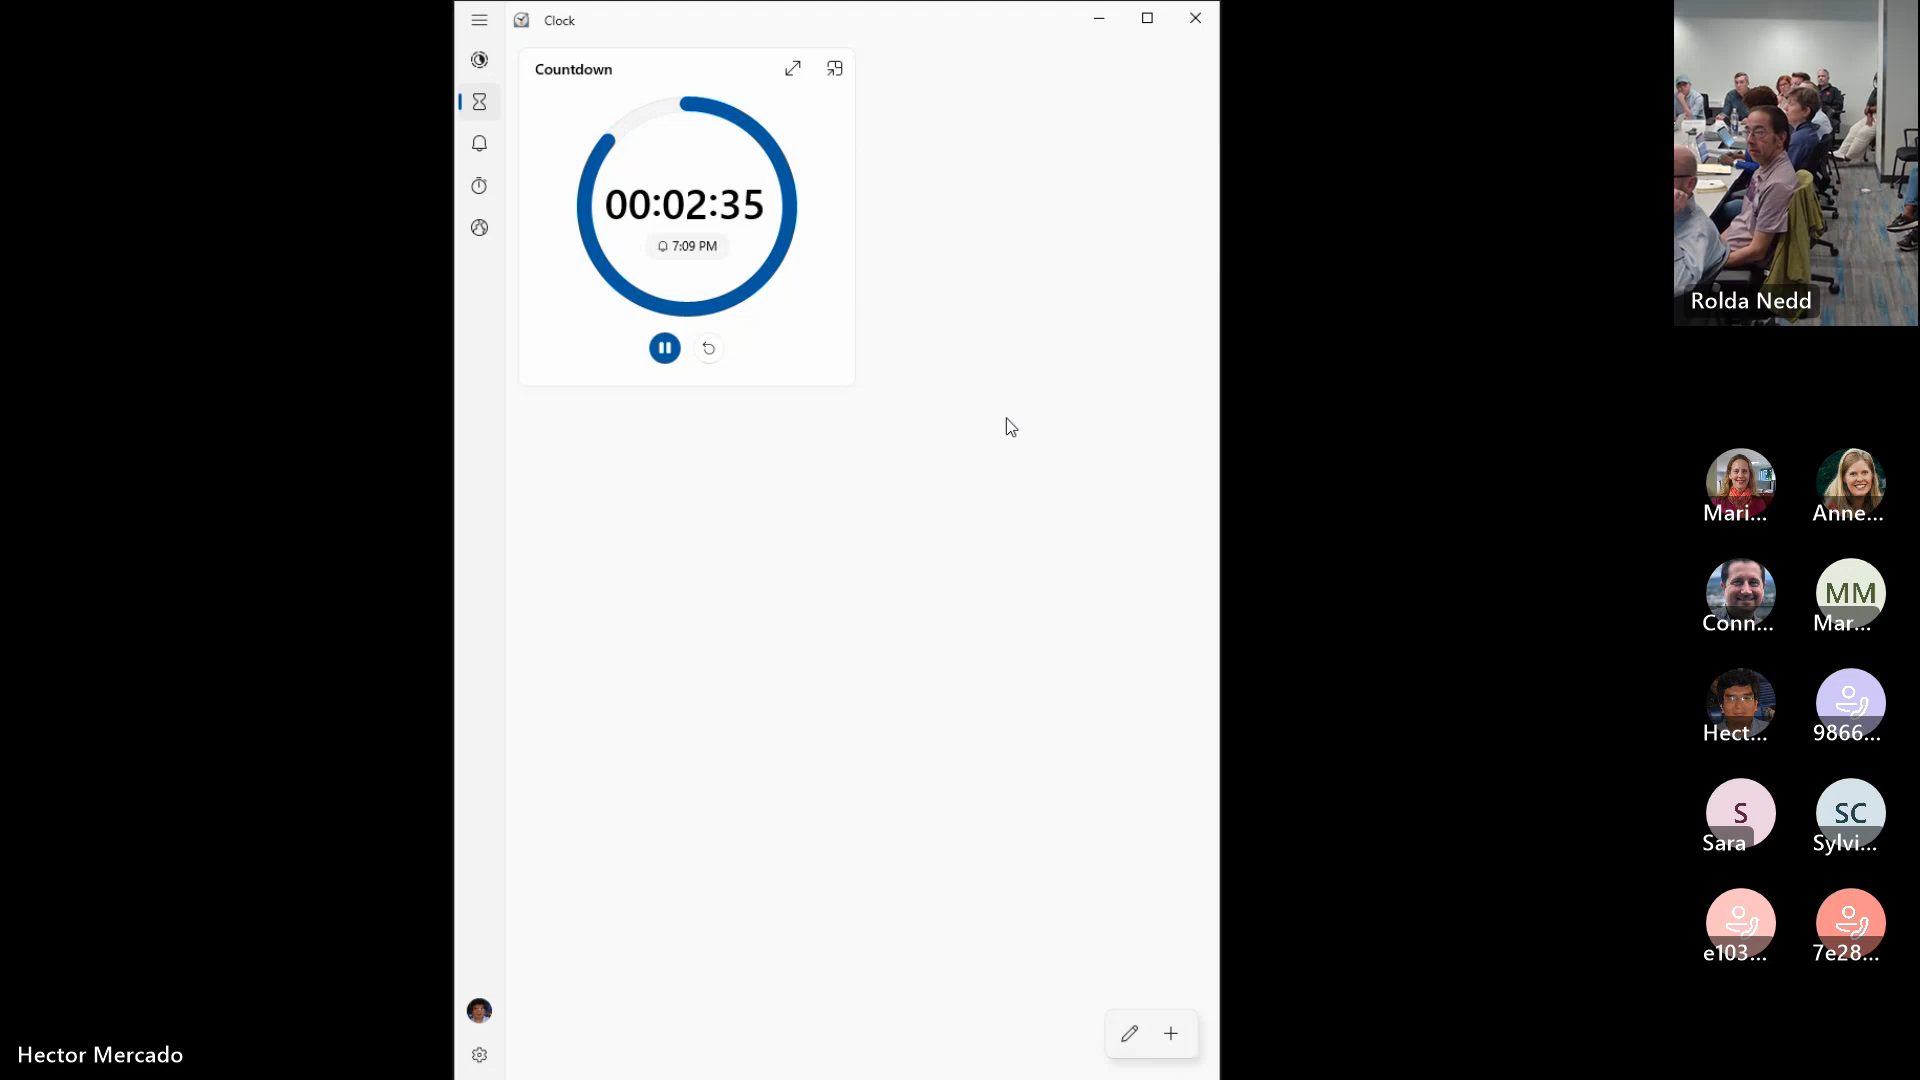 Clock
Countdown
00:02:35
7:09 PM
Rolda Nedd
Mari...
Anne...
Conn...
MM
Mar...
Hect...
9866...
S
Sara
SC
Sylvi...
e103...
7e28...
Hector Mercado